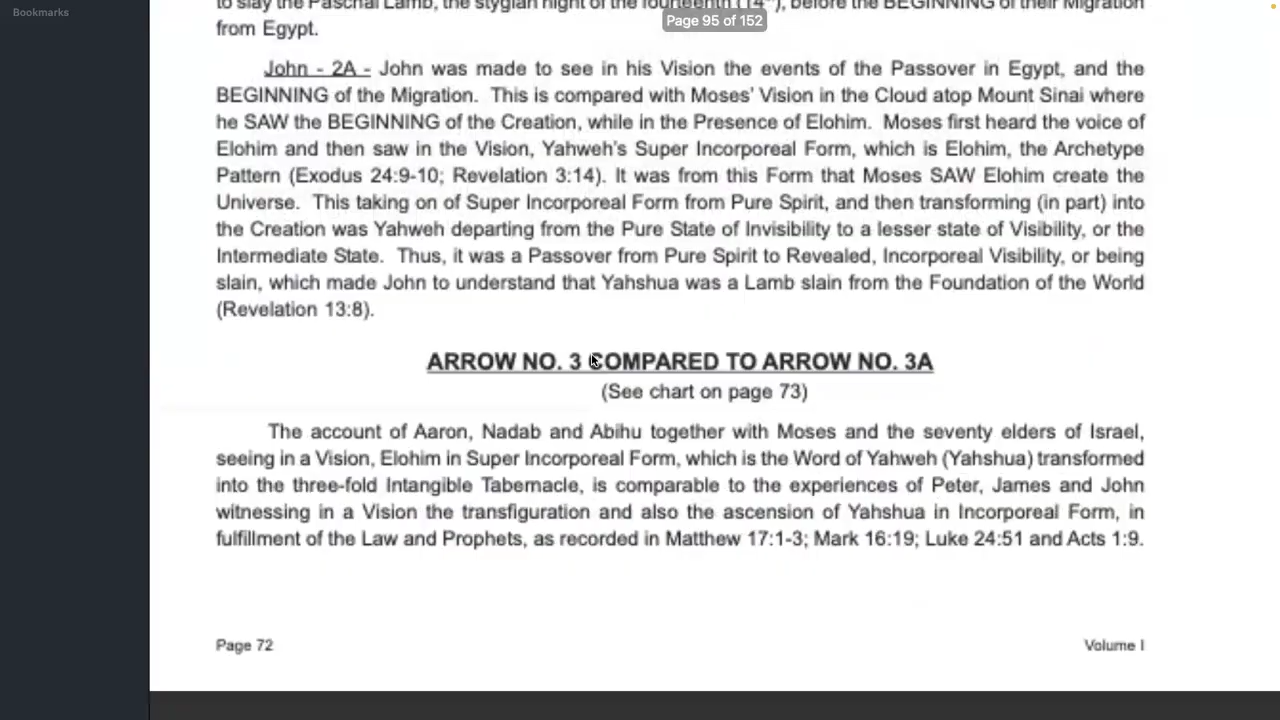 Bookmarks
to slay the Paschal Lamb, the stygian night of the fourteenth (14th), before the BEGINNING of their Migration
Page 95 of 152
from Egypt.
John - 2A - John was made to see in his Vision the events of the Passover in Egypt, and the
BEGINNING of the Migration. This is compared with Moses' Vision in the Cloud atop Mount Sinai where
he SAW the BEGINNING of the Creation, while in the Presence of Elohim. Moses first heard the voice of
Elohim and then saw in the Vision, Yahweh's Super Incorporeal Form, which is Elohim, the Archetype
Pattern (Exodus 24:9-10; Revelation 3:14). It was from this Form that Moses SAW Elohim create the
Universe. This taking on of Super Incorporeal Form from Pure Spirit, and then transforming (in part) into
the Creation was Yahweh departing from the Pure State of Invisibility to a lesser state of Visibility, or the
Intermediate State. Thus, it was a Passover from Pure Spirit to Revealed, Incorporeal Visibility, or being
slain, which made John to understand that Yahshua was a Lamb slain from the Foundation of the World
(Revelation 13:8).
ARROW NO. 3 COMPARED TO ARROW NO. 3A
(See chart on page 73)
The account of Aaron, Nadab and Abihu together with Moses and the seventy elders of Israel,
seeing in a Vision, Elohim in Super Incorporeal Form, which is the Word of Yahweh (Yahshua) transformed
into the three-fold Intangible Tabernacle, is comparable to the experiences of Peter, James and John
witnessing in a Vision the transfiguration and also the ascension of Yahshua in Incorporeal Form, in
fulfillment of the Law and Prophets, as recorded in Matthew 17:1-3; Mark 16:19; Luke 24:51 and Acts 1:9.
Page 72
Volume I